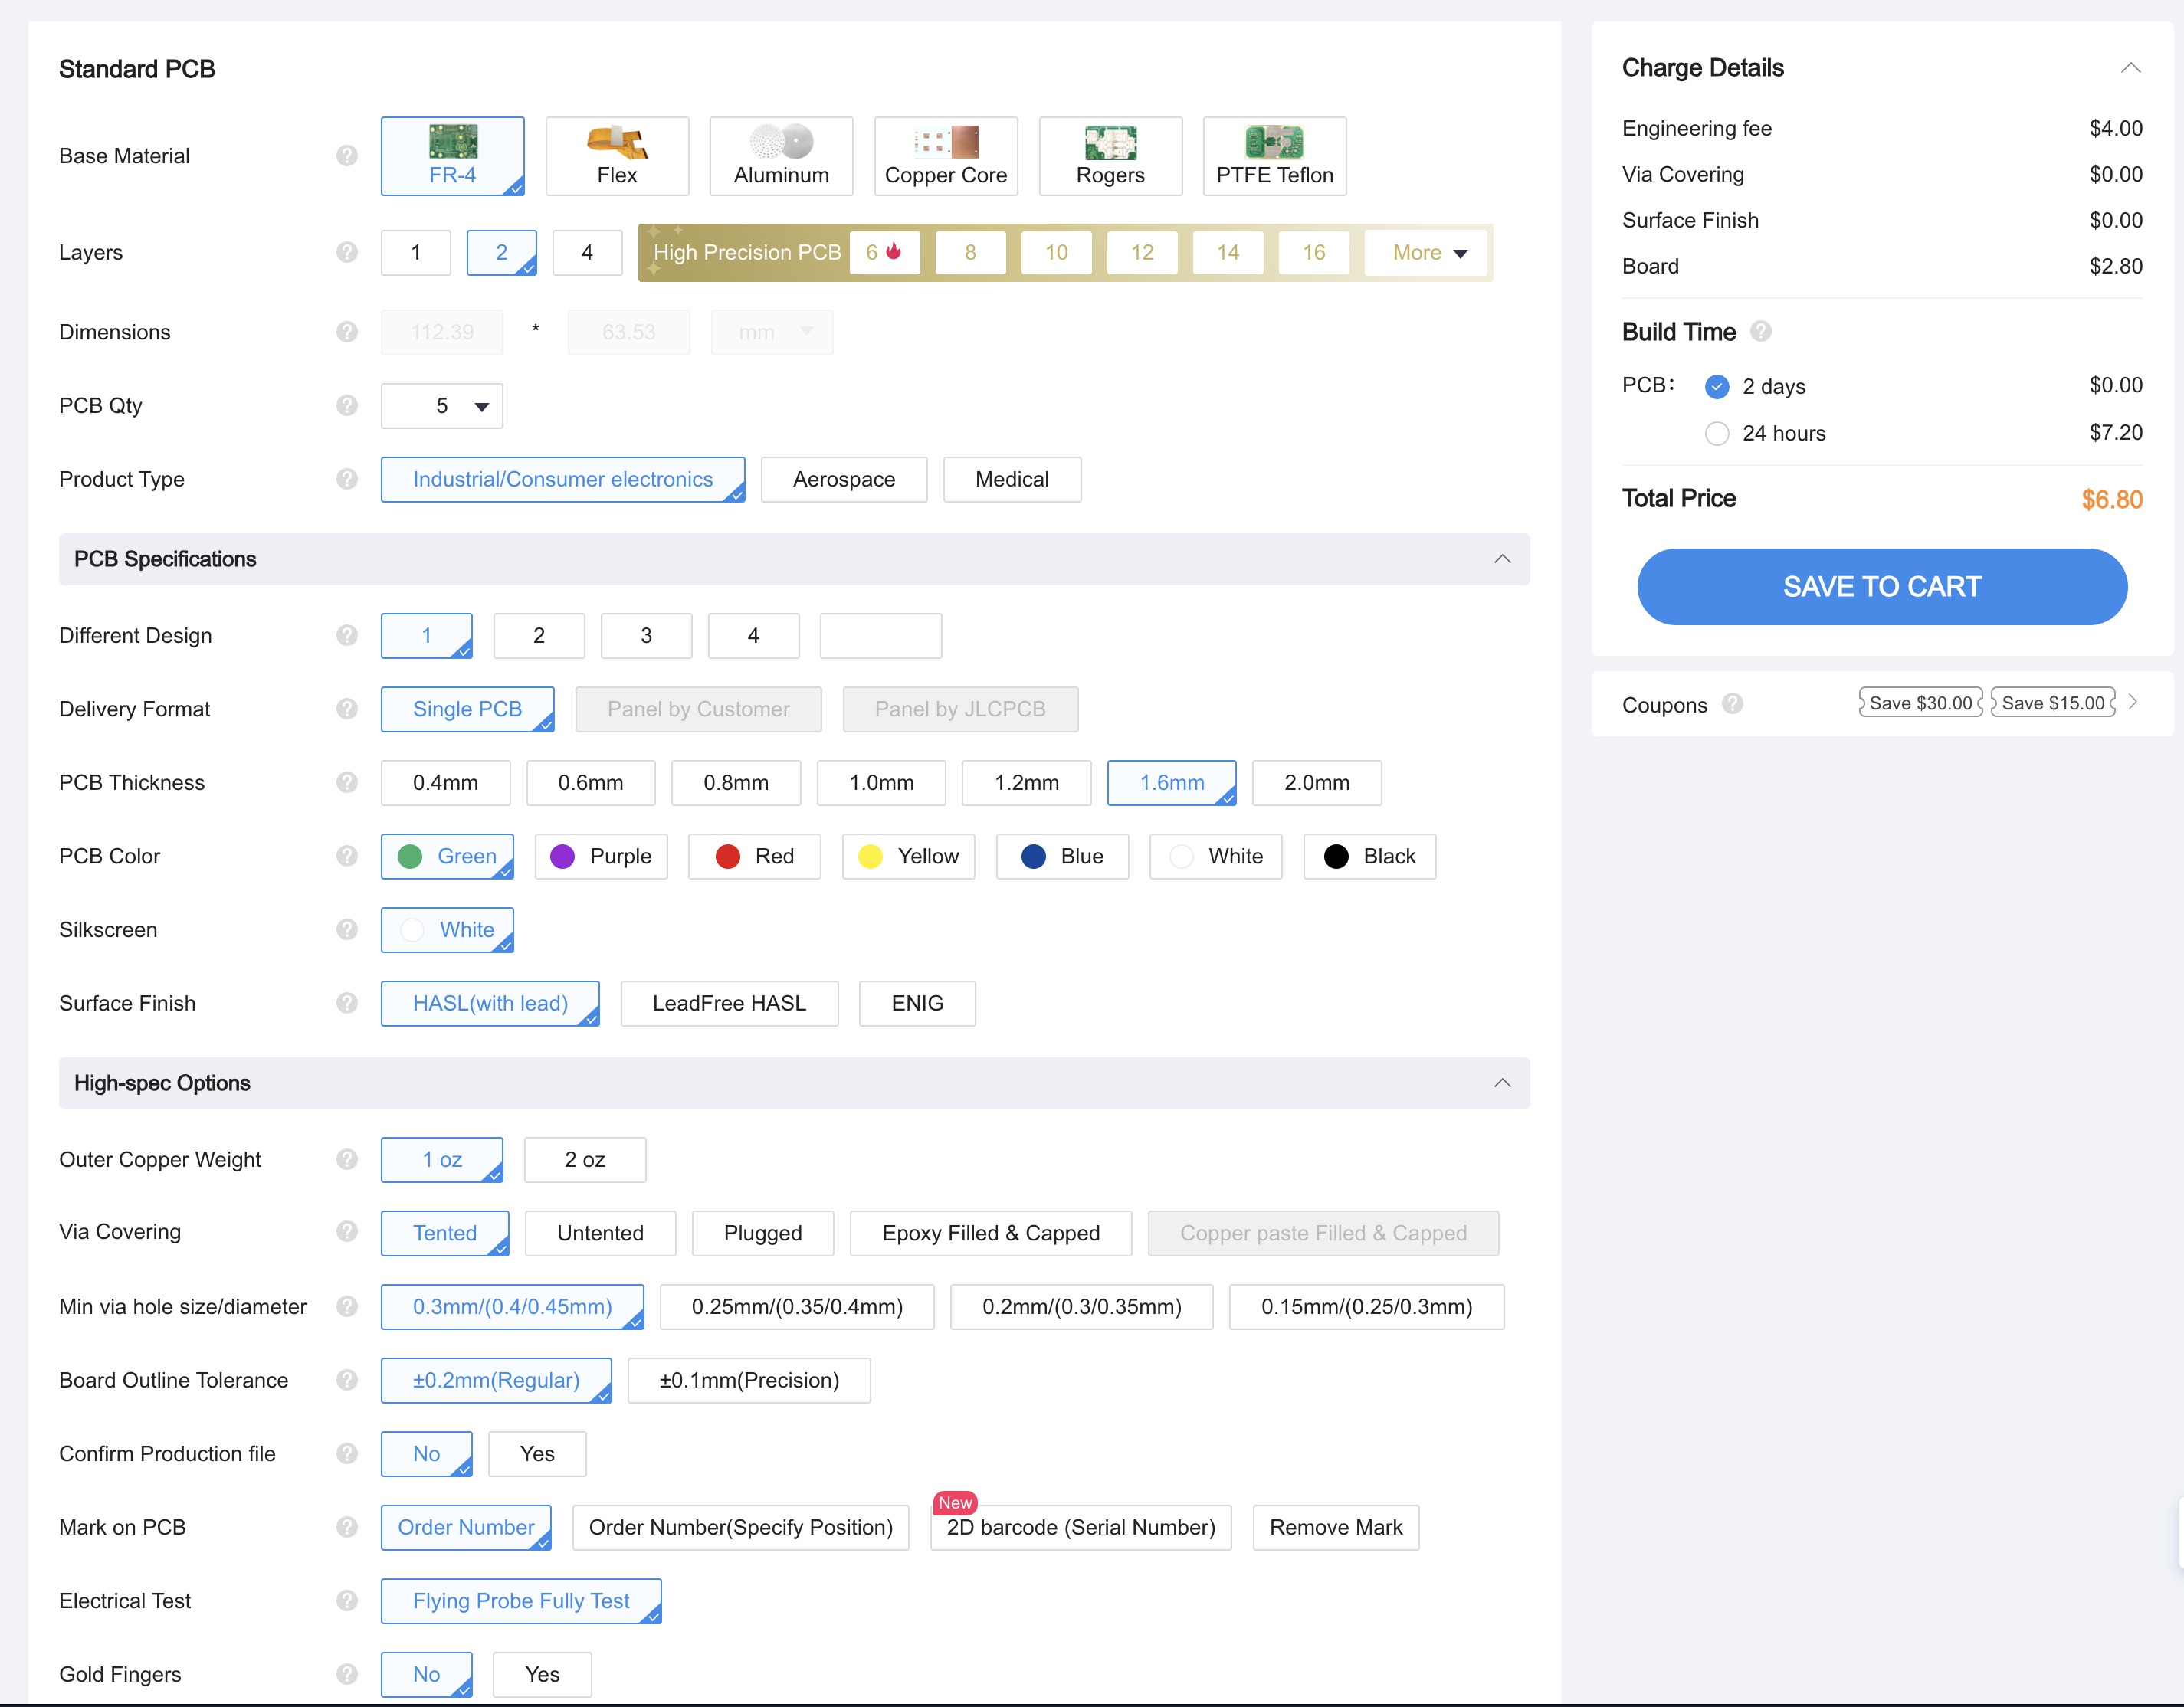 Standard PCB
Base Material
FR-4
Flex
Aluminum
Copper Core
Rogers
PTFE Teflon
Layers
1
2
4
High Precision PCB
6
8
10
12
14
16
More
Dimensions
112.39
*
63.53
mm
PCB Qty
5
Product Type
Industrial/Consumer electronics
Aerospace
Medical
PCB Specifications
Different Design
1
2
3
4
Delivery Format
Single PCB
Panel by Customer
Panel by JLCPCB
PCB Thickness
0.4mm
0.6mm
0.8mm
1.0mm
1.2mm
1.6mm
2.0mm
PCB Color
Green
Purple
Red
Yellow
Blue
White
Black
Silkscreen
White
Surface Finish
HASL(with lead)
LeadFree HASL
ENIG
High-spec Options
Outer Copper Weight
1 oz
2 oz
Via Covering
Tented
Untented
Plugged
Epoxy Filled & Capped
Copper paste Filled & Capped
Min via hole size/diameter
0.3mm/(0.4/0.45mm)
0.25mm/(0.35/0.4mm)
0.2mm/(0.3/0.35mm)
0.15mm/(0.25/0.3mm)
Board Outline Tolerance
±0.2mm(Regular)
±0.1mm(Precision)
Confirm Production file
No
Yes
Mark on PCB
Order Number
Order Number(Specify Position)
New
2D barcode (Serial Number)
Remove Mark
Electrical Test
Flying Probe Fully Test
Gold Fingers
No
Yes
Charge Details
Engineering fee
$4.00
Via Covering
$0.00
Surface Finish
$0.00
Board
$2.80
Build Time
PCB:
2 days
$0.00
24 hours
$7.20
Total Price
$6.80
SAVE TO CART
Coupons
Save $30.00
Save $15.00